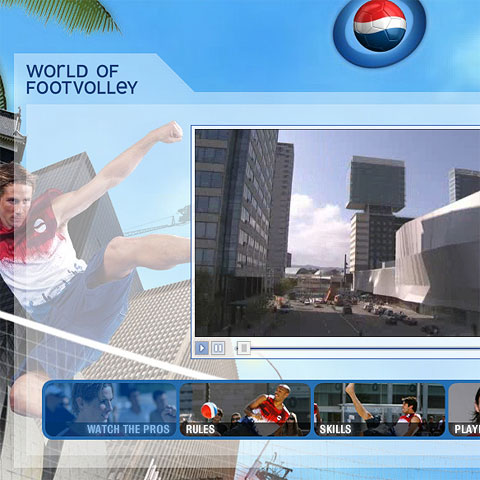 WORLD OF
FOOTVOLLEY
WATCH THE PROS
RULES
SKILLS